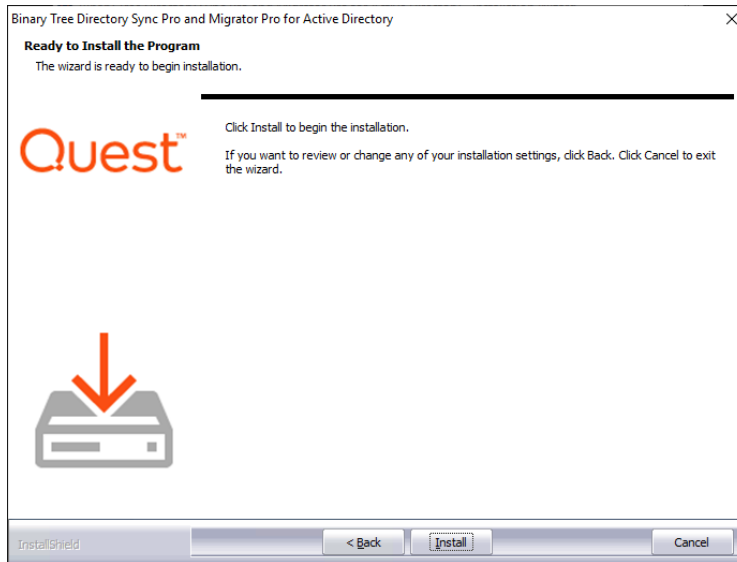 Binary Tree Directory Sync Pro and Migrator Pro for Active Directory
Ready to Install the Program
The wizard is ready to begin installation.
Quest™
Click Install to begin the installation.
If you want to review or change any of your installation settings, click Back. Click Cancel to exit
the wizard.
InstallShield
< Back
Install
Cancel